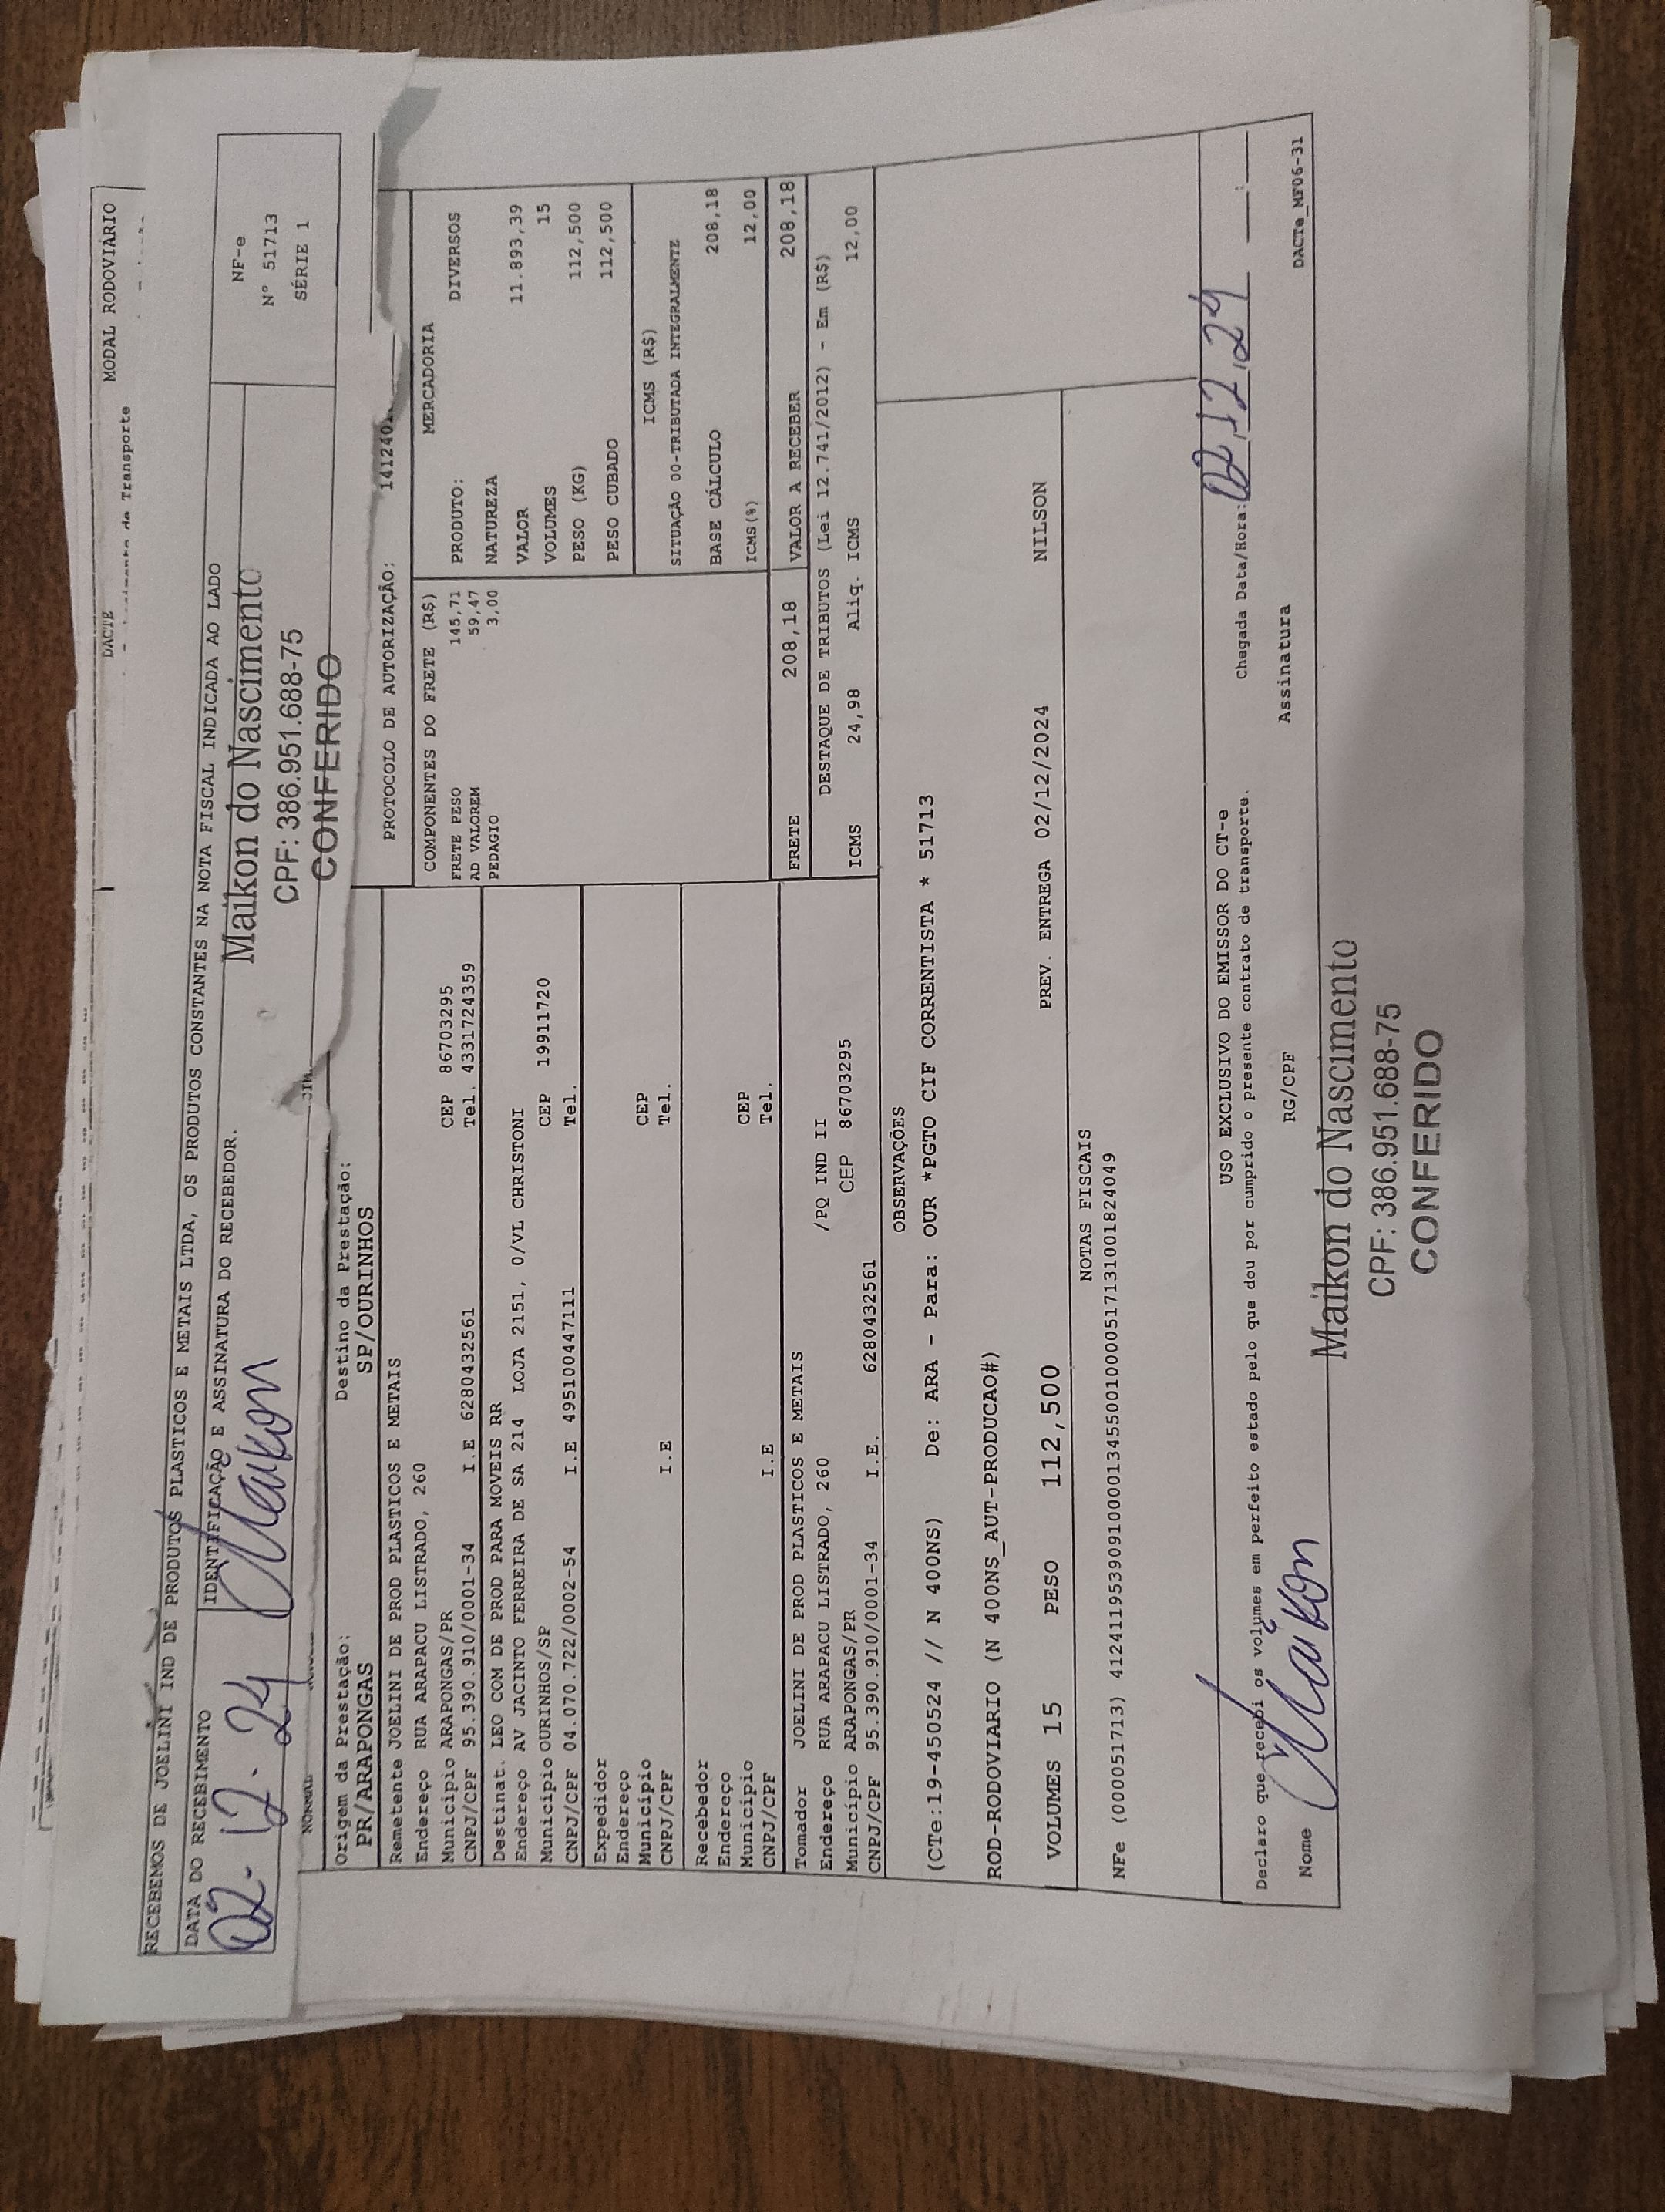 DACTE MODAL RODOVIÁRIO
de Transporte
RECEBEMOS DE JOELINI IND DE PRODUTOS PLASTICOS E METAIS LTDA, OS PRODUTOS CONSTANTES NA NOTA FISCAL INDICADA AO LADO
NF-e
Nº 51713
SÉRIE 1
DATA DO RECEBIMENTO
IDENTIFICAÇÃO E ASSINATURA DO RECEBEDOR.
02.12.24
Maikon
Maikon do Nascimento
CPF: 386.951.688-75
CONFERIDO
NORMAL
SIM
Origem da Prestação: Destino da Prestação:
PR/ARAPONGAS SP/OURINHOS
PROTOCOLO DE AUTORIZAÇÃO:
Remetente JOELINI DE PROD PLASTICOS E METAIS
Endereço RUA ARAPACU LISTRADO, 260
Município ARAPONGAS/PR CEP 86703295
CNPJ/CPF 95.390.910/0001-34 I.E 6280432561 Tel. 4331724359
Destinat. LEO COM DE PROD PARA MOVEIS RR
Endereço AV JACINTO FERREIRA DE SA 214 LOJA 2151, 0/VL CHRISTONI
Município OURINHOS/SP CEP 19911720
CNPJ/CPF 04.070.722/0002-54 I.E 495100447111 Tel.
Expedidor
Endereço
Município CEP
CNPJ/CPF I.E Tel.
Recebedor
Endereço
Município CEP
CNPJ/CPF I.E Tel.
Tomador JOELINI DE PROD PLASTICOS E METAIS
Endereço RUA ARAPACU LISTRADO, 260 /PQ IND II
Município ARAPONGAS/PR CEP 86703295
CNPJ/CPF 95.390.910/0001-34 I.E. 6280432561
COMPONENTES DO FRETE (R$)
FRETE PESO 145,71
AD VALOREM 59,47
PEDAGIO 3,00
MERCADORIA
PRODUTO: DIVERSOS
NATUREZA
VALOR 11.893,39
VOLUMES 15
PESO (KG) 112,500
PESO CUBADO 112,500
ICMS (R$)
SITUAÇÃO 00-TRIBUTADA INTEGRALMENTE
BASE CÁLCULO 208,18
ICMS(%) 12,00
FRETE 208,18 VALOR A RECEBER 208,18
DESTAQUE DE TRIBUTOS (Lei 12.741/2012) - Em (R$)
ICMS 24,98 Aliq. ICMS 12,00
OBSERVAÇÕES
(CTe:19-450524 // N 400NS) De: ARA - Para: OUR *PGTO CIF CORRENTISTA * 51713
ROD-RODOVIARIO (N 400NS_AUT-PRODUCAO#)
VOLUMES 15 PESO 112,500 PREV. ENTREGA 02/12/2024 NILSON
NOTAS FISCAIS
NFe (000051713) 41241195390910000134550010000517131001824049
USO EXCLUSIVO DO EMISSOR DO CT-e
Declaro que recebi os volumes em perfeito estado pelo que dou por cumprido o presente contrato de transporte.
Chegada Data/Hora: 02.12.24
Nome Maikon RG/CPF Assinatura
DACTe_MF06-31
Maikon do Nascimento
CPF: 386.951.688-75
CONFERIDO